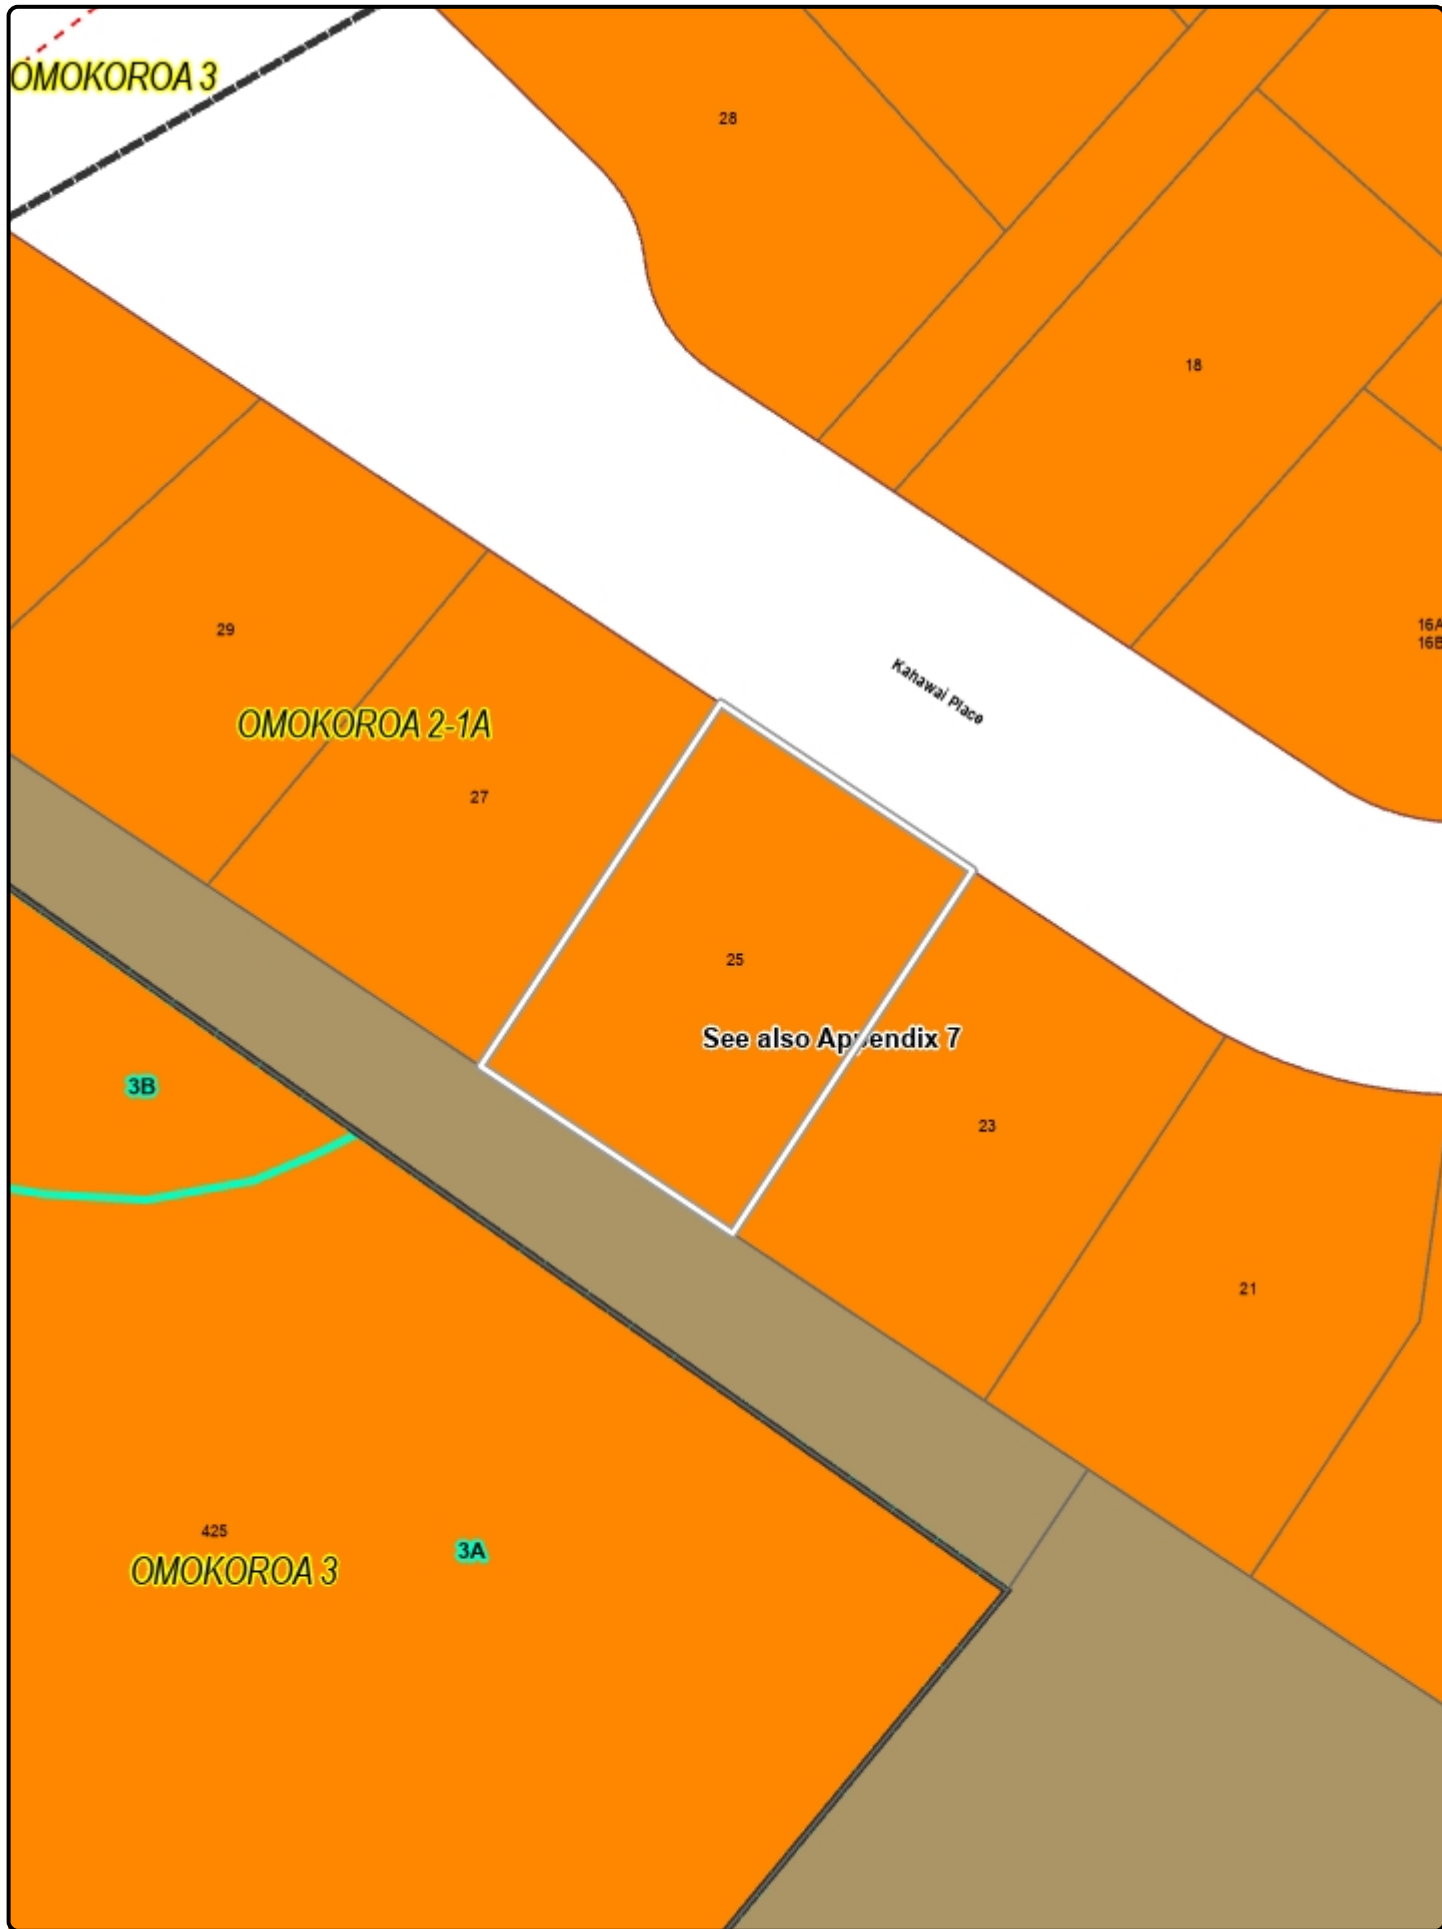 OMOKOROA 3
28
18
16A
16B
29
Kahawai Place
OMOKOROA 2-1A
27
25
See also Appendix 7
3B
23
21
425
3A
OMOKOROA 3